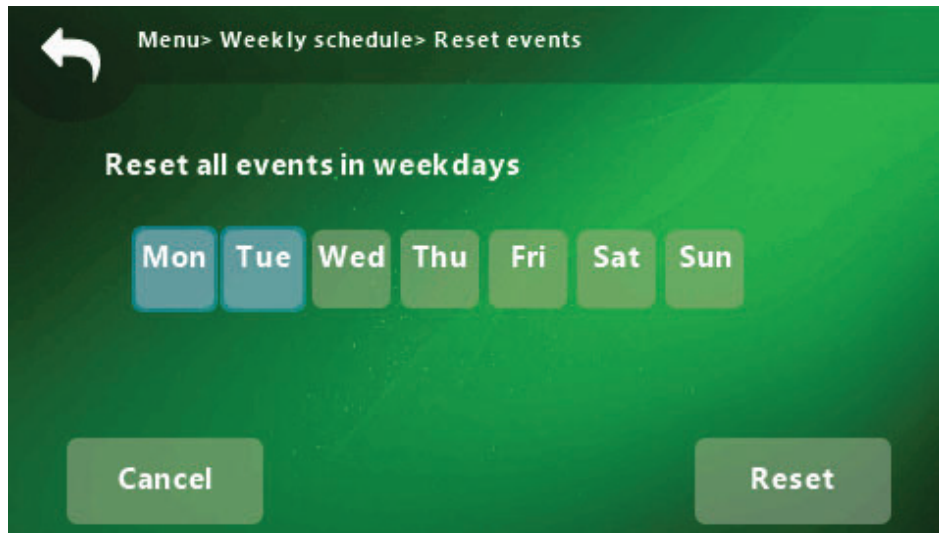 Menu> Weekly schedule> Reset events
Reset all events in weekdays
Mon Tue Wed Thu Fri Sat Sun
Cancel Reset